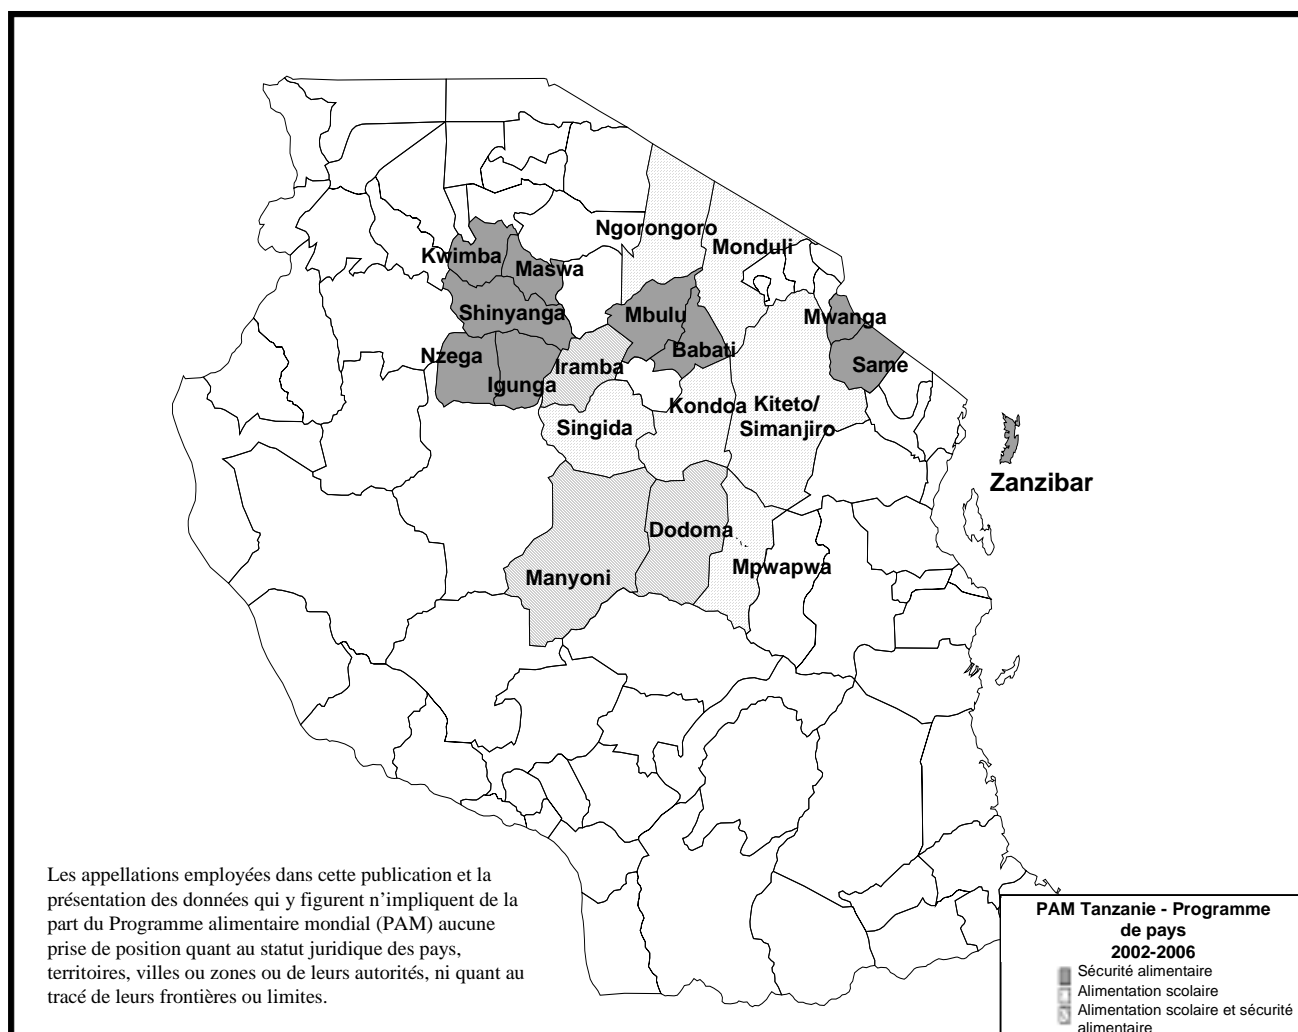 Ngorongoro
Monduli
Kwimba
Maswa
Shinyanga
Mbulu
Mwanga
Nzega
Babati
Iramba
Same
Igunga
Kondoa
Kiteto/
Simanjiro
Singida
Zanzibar
Dodoma
Mpwapwa
Manyoni
Les appellations employées dans cette publication et la
présentation des données qui y figurent n'impliquent de la
part du Programme alimentaire mondial (PAM) aucune
prise de position quant au statut juridique des pays,
territoires, villes ou zones ou de leurs autorités, ni quant au
tracé de leurs frontières ou limites.
PAM Tanzanie - Programme
de pays
2002-2006
Sécurité alimentaire
Alimentation scolaire
Alimentation scolaire et sécurité
alimentaire